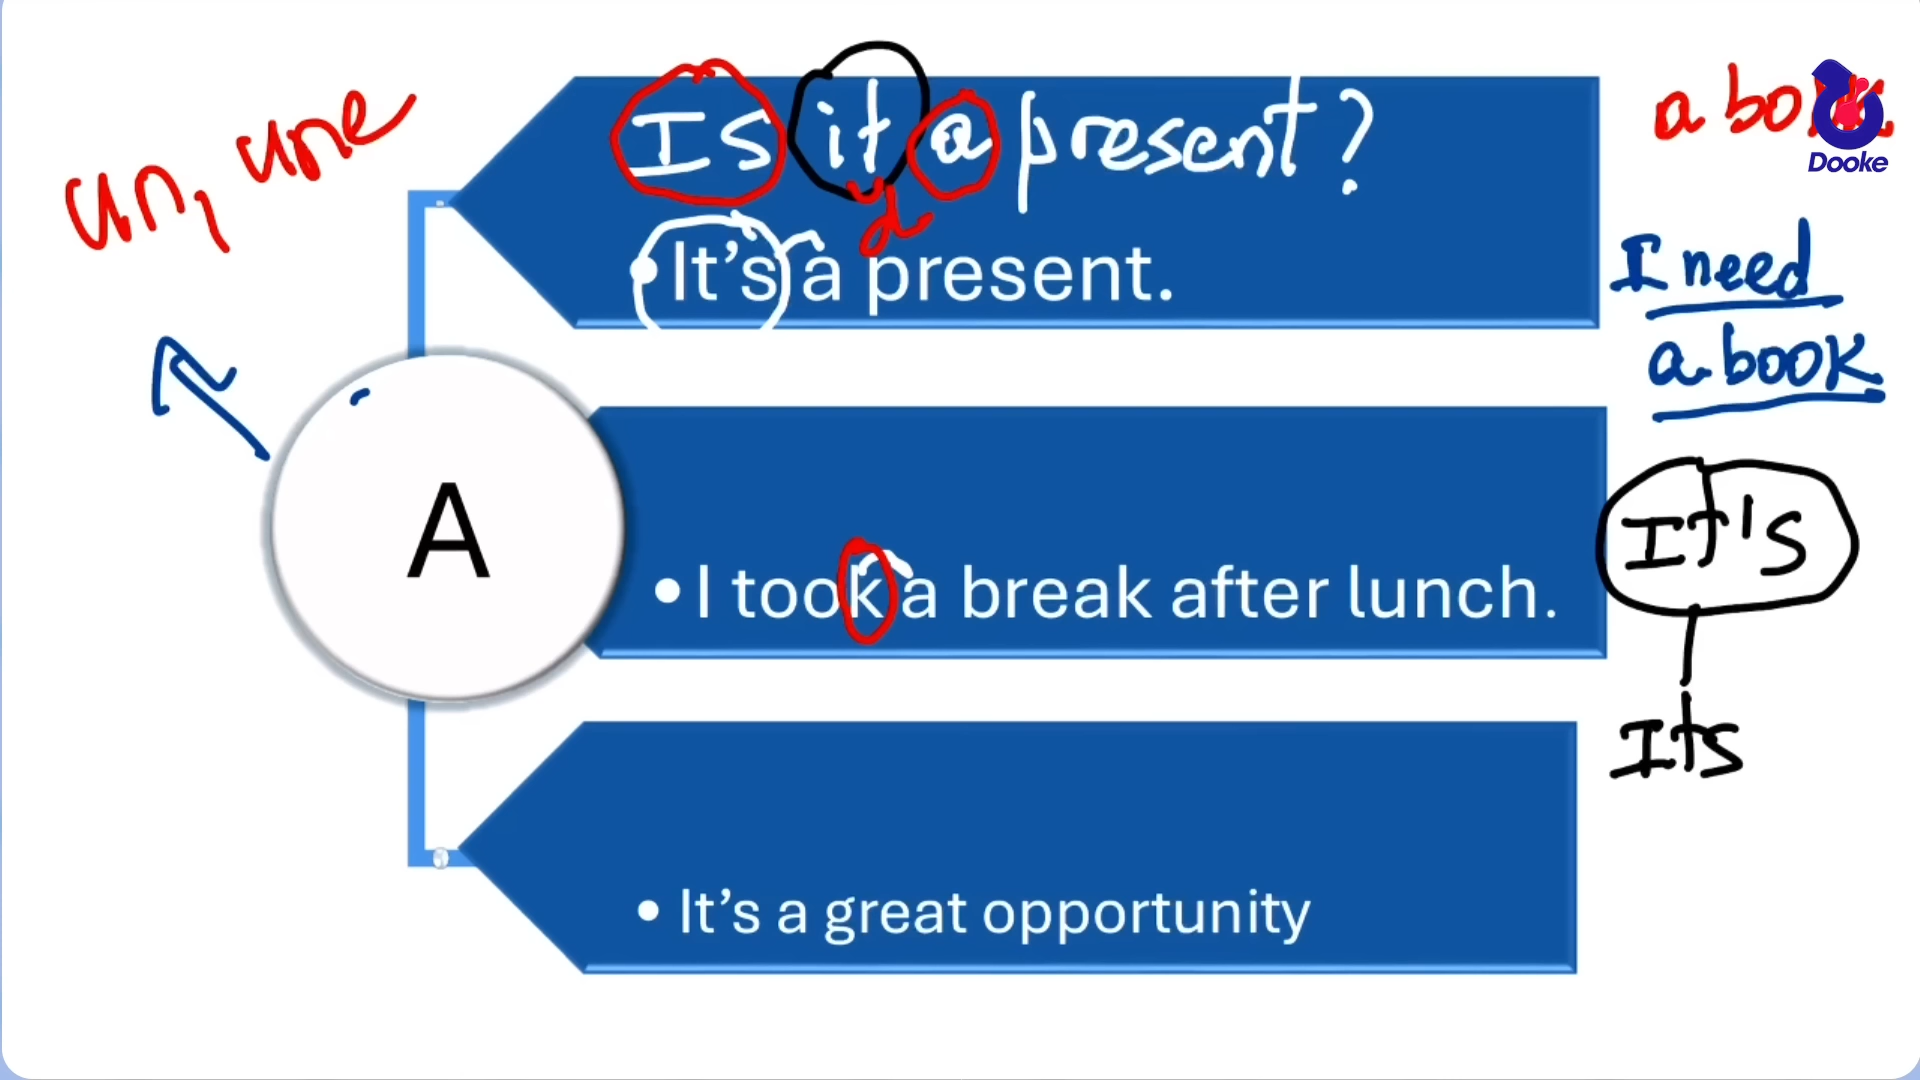 un, une
Is it a present?
d
• It's a present.
a book
Dooke
I need
a book
A
• I took a break after lunch.
It's
Its
• It's a great opportunity